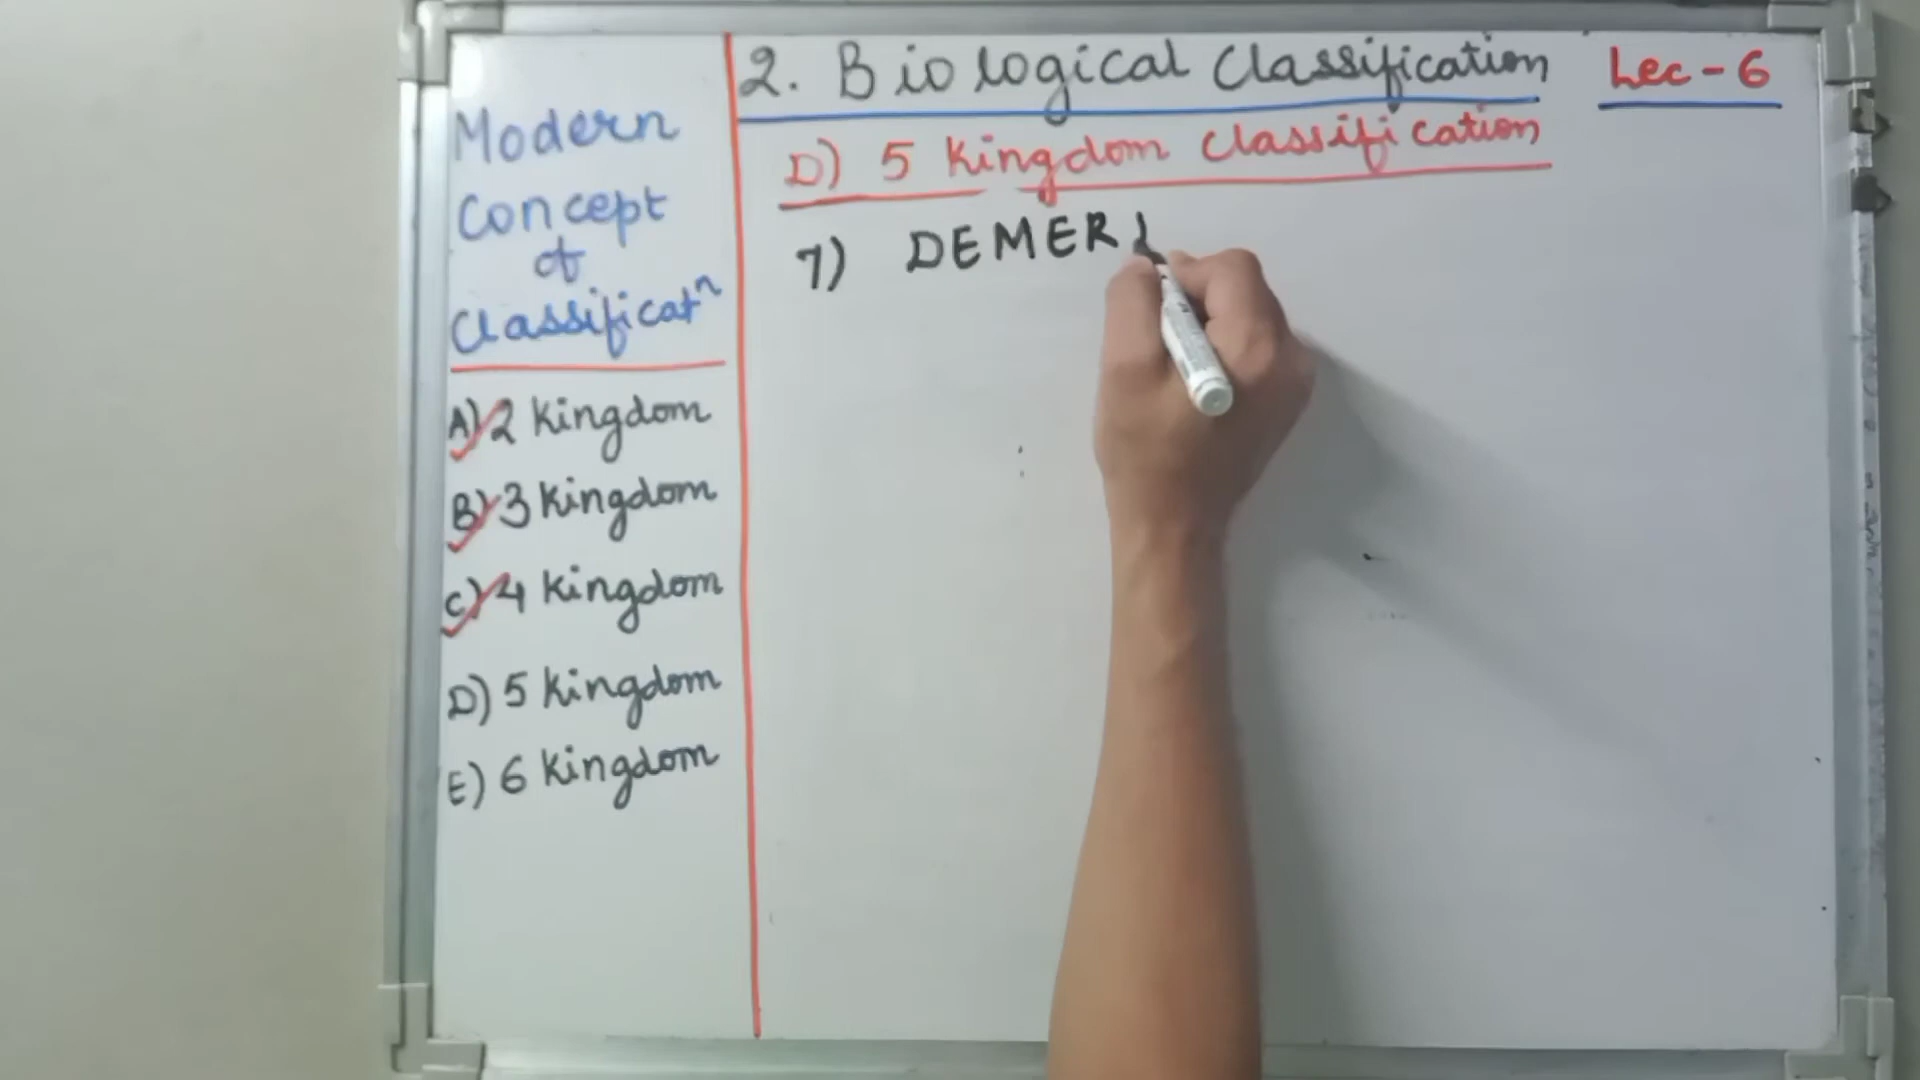 Modern
Concept
of
Classificatn
A) 2 Kingdom
B) 3 Kingdom
C) 4 Kingdom
D) 5 Kingdom
E) 6 Kingdom
2. Biological Classification
Lec - 6
D) 5 Kingdom Classification
7) DEMERI